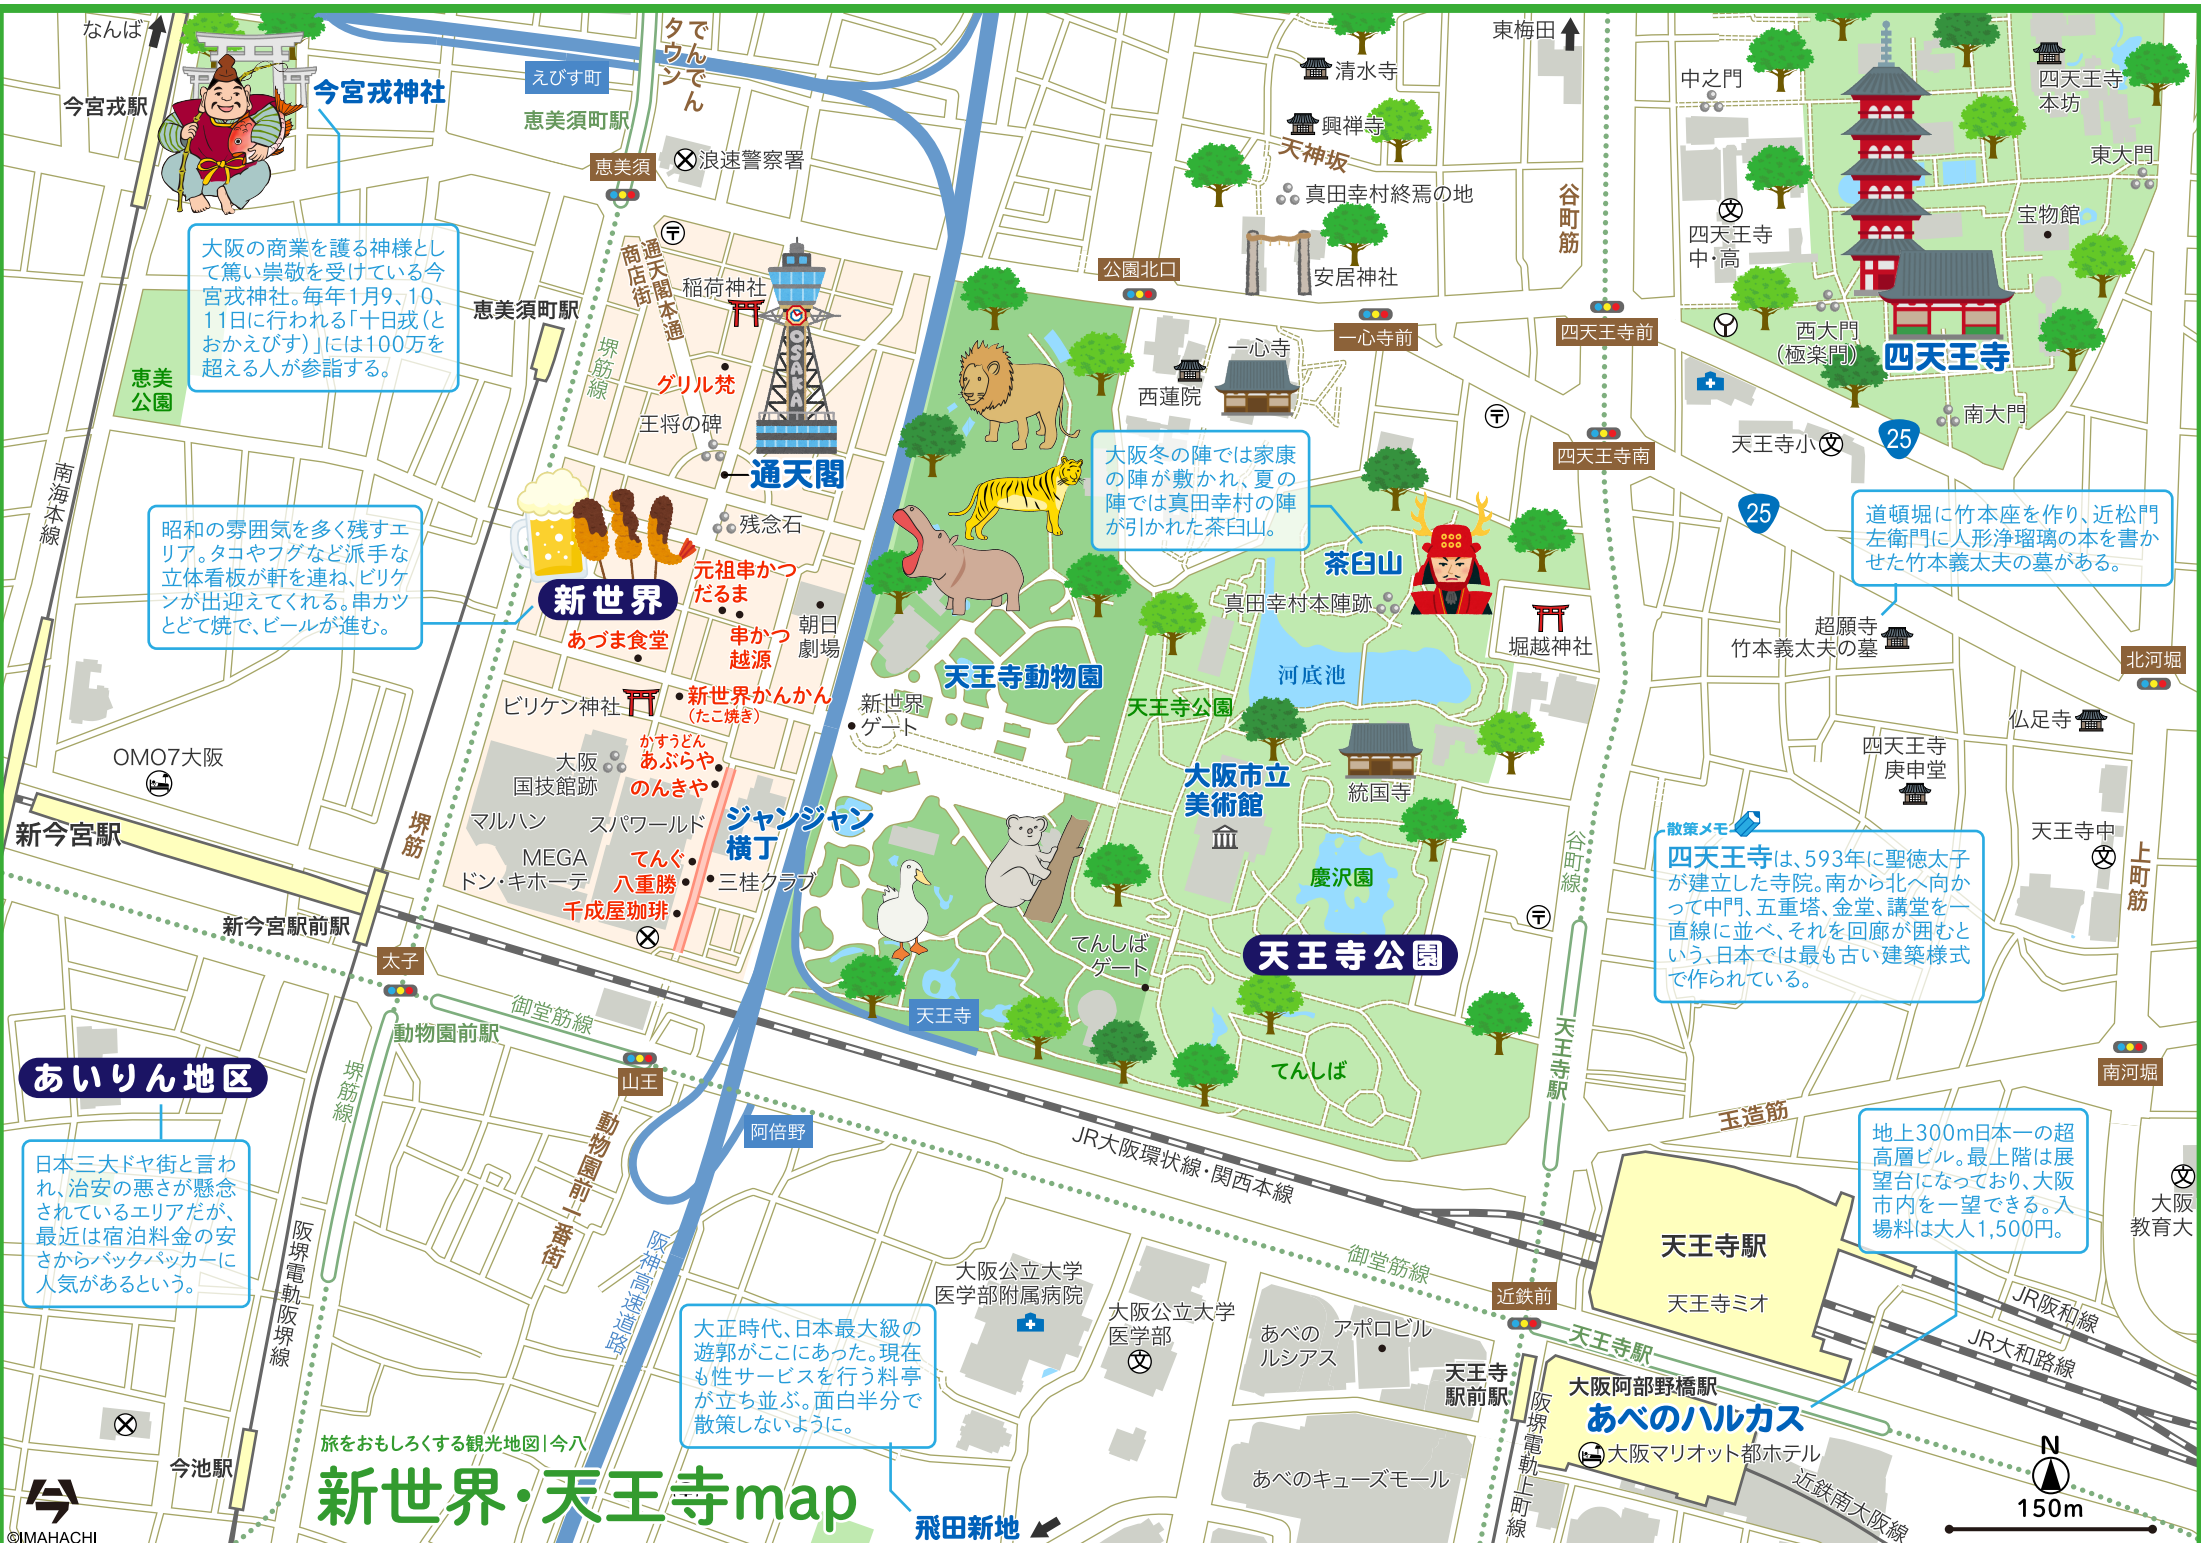 なんば
今宮戎駅
今宮戎神社
えびす町
恵美須町駅
でんでん
タウン
恵美須
浪速警察署
清水寺
興禅寺
天神坂
真田幸村終焉の地
安居神社
東梅田
谷町筋
中之門
四天王寺
本坊
東大門
宝物館
四天王寺
中・高
西大門
(極楽門)
四天王寺
南大門
大阪の商業を護る神様とし
て篤い崇敬を受けている今
宮戎神社。毎年1月9、10、
11日に行われる「十日戎(と
おかえびす)」には100万を
超える人が参詣する。
恵美
公園
恵美須町駅
堺筋線
通天閣本通
商店街
稲荷神社
OSAKA
グリル梵
王将の碑
通天閣
残念石
公園北口
一心寺前
四天王寺前
一心寺
西蓮院
四天王寺南
天王寺小
25
25
南海本線
昭和の雰囲気を多く残すエ
リア。タコやフグなど派手な
立体看板が軒を連ね、ビリケ
ンが出迎えてくれる。串カツ
とどて焼で、ビールが進む。
新世界
元祖串かつ
だるま
あづま食堂
串かつ
越源
朝日
劇場
ビリケン神社
新世界かんかん
(たこ焼き)
大阪
国技館跡
かすうどん
あぶらや
のんきや
マルハン
スパワールド
ジャンジャン
横丁
MEGA
ドン・キホーテ
てんぐ
八重勝
千成屋珈琲
三桂クラブ
大阪冬の陣では家康
の陣が敷かれ、夏の
陣では真田幸村の陣
が引かれた茶臼山。
茶臼山
真田幸村本陣跡
河底池
堀越神社
道頓堀に竹本座を作り、近松門
左衛門に人形浄瑠璃の本を書か
せた竹本義太夫の墓がある。
超願寺
竹本義太夫の墓
北河堀
仏足寺
四天王寺
庚申堂
天王寺中
上町筋
天王寺動物園
新世界
ゲート
天王寺公園
大阪市立
美術館
統国寺
慶沢園
谷町線
てんしば
ゲート
天王寺公園
天王寺
てんしば
散策メモ
四天王寺は、593年に聖徳太子
が建立した寺院。南から北へ向か
って中門、五重塔、金堂、講堂を一
直線に並べ、それを回廊が囲むと
いう、日本では最も古い建築様式
で作られている。
OMO7大阪
新今宮駅
堺筋
新今宮駅前駅
太子
御堂筋線
動物園前駅
山王
堺筋線
あいりん地区
日本三大ドヤ街と言わ
れ、治安の悪さが懸念
されているエリアだが、
最近は宿泊料金の安
さからバックパッカーに
人気があるという。
阪堺電軌阪堺線
動物園前一番街
阿倍野
阪神高速道路
JR大阪環状線・関西本線
天王寺駅
玉造筋
南河堀
地上300m日本一の超
高層ビル。最上階は展
望台になっており、大阪
市内を一望できる。入
場料は大人1,500円。
大阪
教育大
大正時代、日本最大級の
遊郭がここにあった。現在
も性サービスを行う料亭
が立ち並ぶ。面白半分で
散策しないように。
飛田新地
大阪公立大学
医学部附属病院
大阪公立大学
医学部
御堂筋線
あべの
ルシアス
アポロビル
近鉄前
天王寺駅
天王寺ミオ
天王寺駅
天王寺
駅前駅
大阪阿部野橋駅
あべのハルカス
大阪マリオット都ホテル
あべのキューズモール
阪堺電軌上町線
近鉄南大阪線
JR阪和線
JR大和路線
今池駅
旅をおもしろくする観光地図|今八
新世界・天王寺map
©IMAHACHI
N
150m